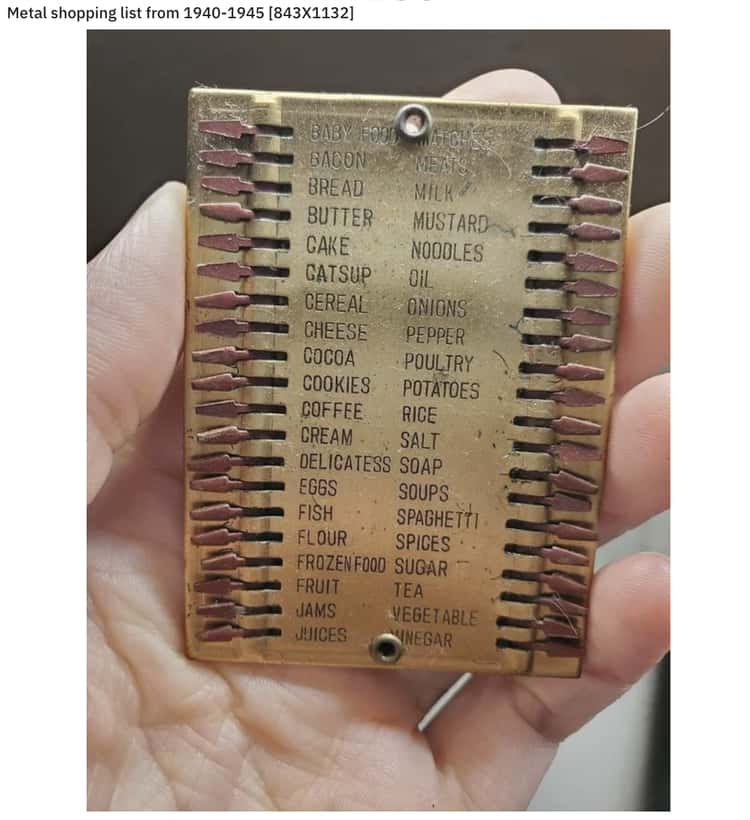 Metal shopping list from 1940-1945 [843X1132]
BABY FOOD MATCHES
BACON MEATS
BREAD MILK
BUTTER MUSTARD
CAKE NOODLES
CATSUP OIL
CEREAL ONIONS
CHEESE PEPPER
COCOA POULTRY
COOKIES POTATOES
COFFEE RICE
CREAM SALT
DELICATESS SOAP
EGGS SOUPS
FISH SPAGHETTI
FLOUR SPICES
FROZEN FOOD SUGAR
FRUIT TEA
JAMS VEGETABLE
JUICES VINEGAR